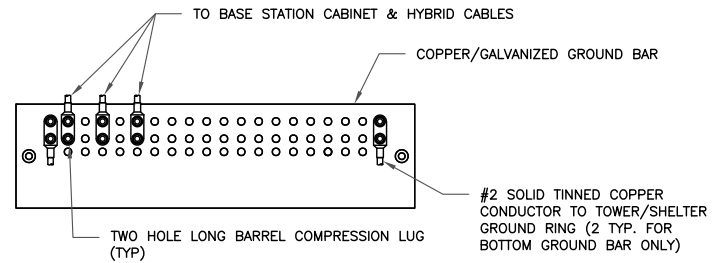 TO BASE STATION CABINET & HYBRID CABLES
COPPER/GALVANIZED GROUND BAR
#2 SOLID TINNED COPPER
CONDUCTOR TO TOWER/SHELTER
GROUND RING (2 TYP. FOR
BOTTOM GROUND BAR ONLY)
TWO HOLE LONG BARREL COMPRESSION LUG
(TYP)